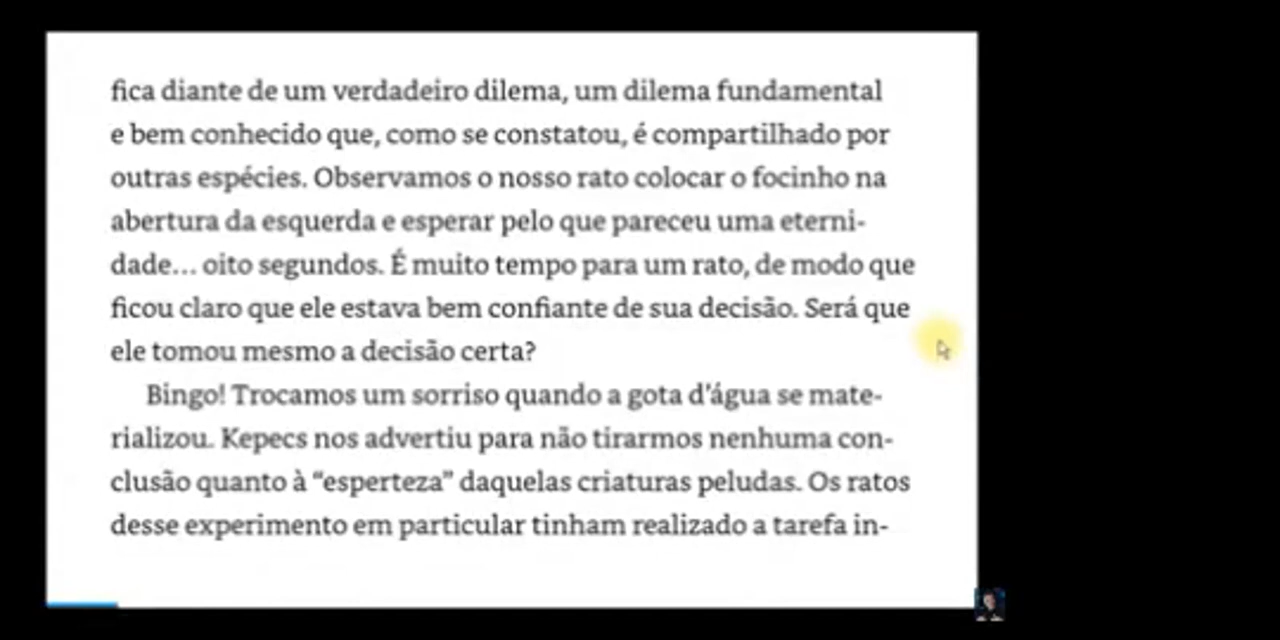 fica diante de um verdadeiro dilema, um dilema fundamental
e bem conhecido que, como se constatou, é compartilhado por
outras espécies. Observamos o nosso rato colocar o focinho na
abertura da esquerda e esperar pelo que pareceu uma eterni-
dade... oito segundos. É muito tempo para um rato, de modo que
ficou claro que ele estava bem confiante de sua decisão. Será que
ele tomou mesmo a decisão certa?
Bingo! Trocamos um sorriso quando a gota d'água se mate-
rializou. Kepecs nos advertiu para não tirarmos nenhuma con-
clusão quanto à “esperteza” daquelas criaturas peludas. Os ratos
desse experimento em particular tinham realizado a tarefa in-